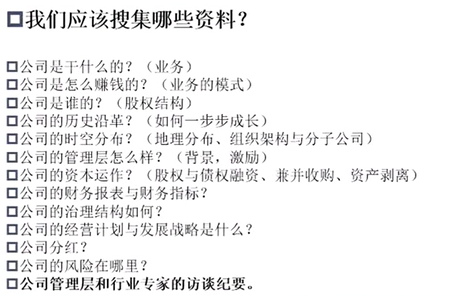 我们应该搜集哪些资料？
公司是干什么的？（业务）
公司是怎么赚钱的？（业务的模式）
公司是谁的？（股权结构）
公司的历史沿革？（如何一步步成长）
公司的时空分布？（地理分布、组织架构与分子公司）
公司的管理层怎么样？（背景，激励）
公司的资本运作？（股权与债权融资、兼并收购、资产剥离）
公司的财务报表与财务指标？
公司的治理结构如何？
公司的经营计划与发展战略是什么？
公司分红？
公司的风险在哪里？
公司管理层和行业专家的访谈纪要。